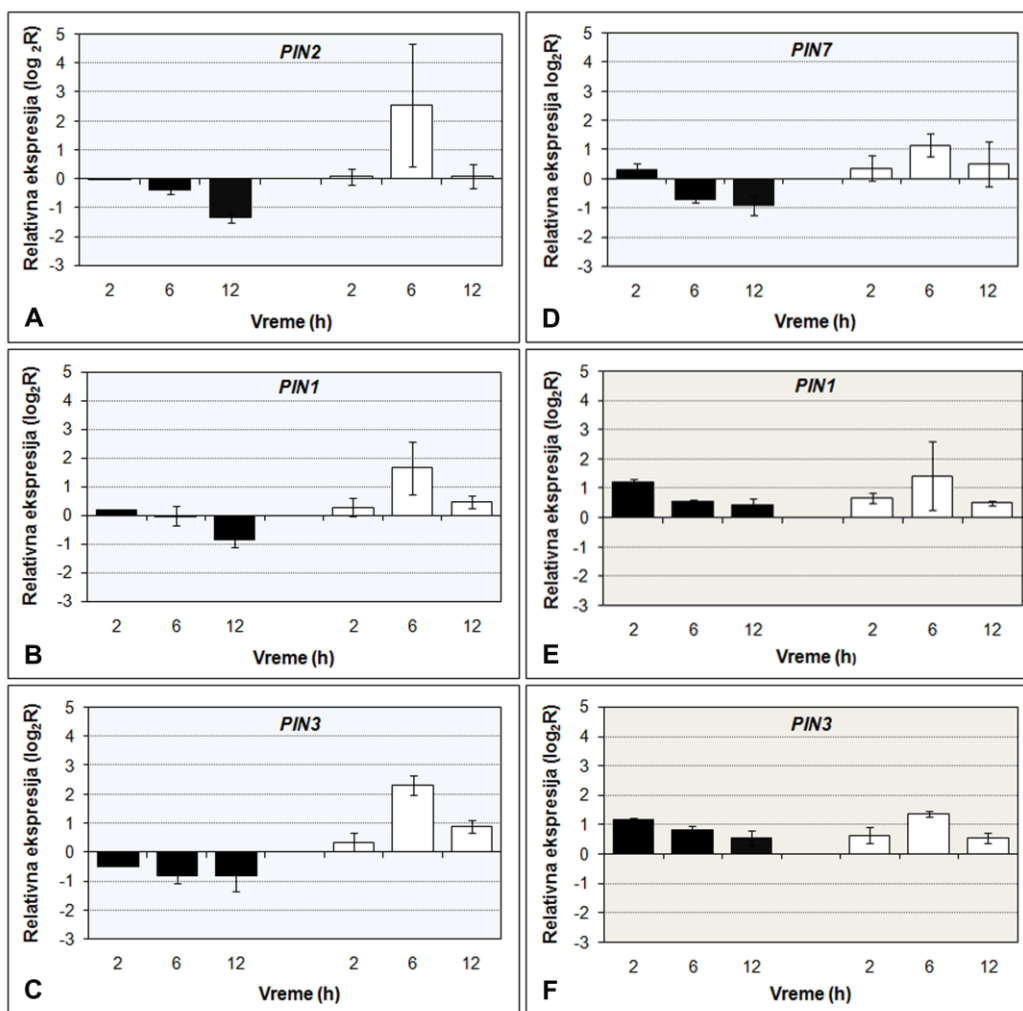 PIN2
Relativna ekspresija (log ₂R)
5
4
3
2
1
0
-1
-2
-3
2 6 12 2 6 12
Vreme (h)
A
PIN7
Relativna ekspresija log₂R)
5
4
3
2
1
0
-1
-2
-3
2 6 12 2 6 12
Vreme (h)
D
PIN1
Relativna ekspresija (log₂R)
5
4
3
2
1
0
-1
-2
-3
2 6 12 2 6 12
Vreme (h)
B
PIN1
Relativna ekspresija (log₂R)
5
4
3
2
1
0
-1
-2
-3
2 6 12 2 6 12
Vreme (h)
E
PIN3
Relativna ekspresija (log₂R)
5
4
3
2
1
0
-1
-2
-3
2 6 12 2 6 12
Vreme (h)
C
PIN3
Relativna ekspresija (log₂R)
5
4
3
2
1
0
-1
-2
-3
2 6 12 2 6 12
Vreme (h)
F